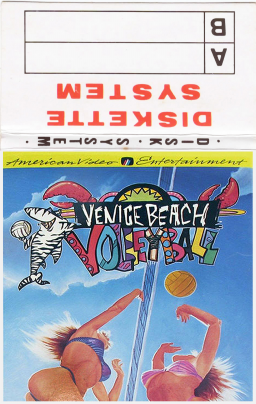 B
A
DISKETTE
SYSTEM
· DISK · SYSTEM ·
American Video Entertainment
VENICE BEACH
VOLLEYBALL